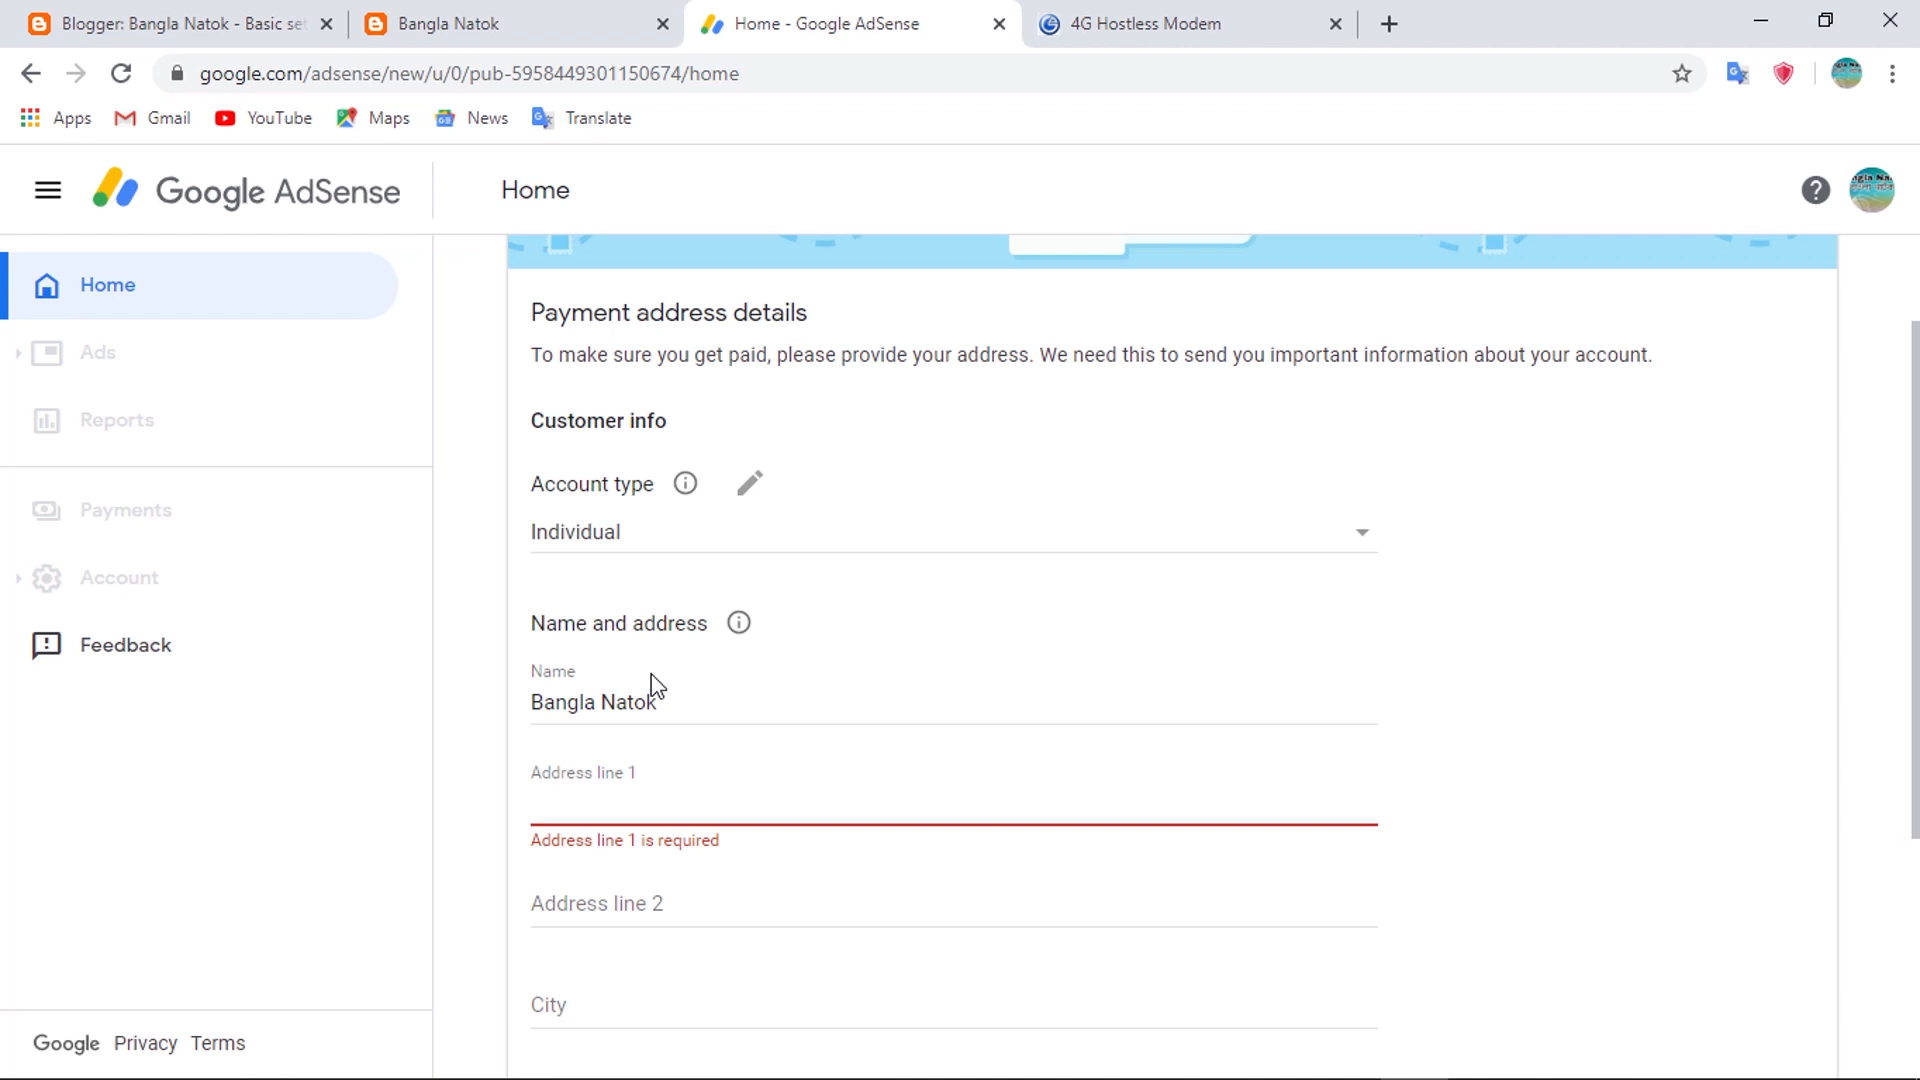 Blogger: Bangla Natok - Basic set
Bangla Natok
Home - Google AdSense
4G Hostless Modem
google.com/adsense/new/u/0/pub-5958449301150674/home
Apps
Gmail
YouTube
Maps
News
Translate
Google AdSense
Home
Home
Ads
Reports
Payments
Account
Feedback
Google Privacy Terms
Payment address details
To make sure you get paid, please provide your address. We need this to send you important information about your account.
Customer info
Account type
Individual
Name and address
Name
Bangla Natok
Address line 1
Address line 1 is required
Address line 2
City